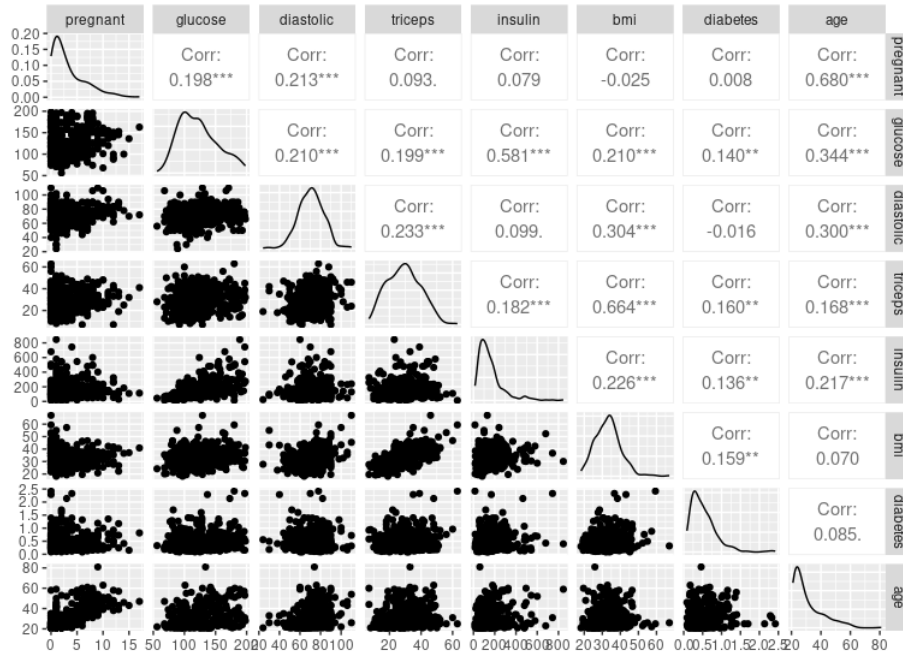 pregnant glucose diastolic triceps insulin bmi diabetes age
0.20
0.15
0.10
0.05
0.00
Corr: Corr: Corr: Corr: Corr: Corr: Corr:
0.198*** 0.213*** 0.093. 0.079 -0.025 0.008 0.680***
pregnant
200
150
100
50
Corr: Corr: Corr: Corr: Corr: Corr:
0.210*** 0.199*** 0.581*** 0.210*** 0.140** 0.344***
glucose
100
80
60
40
20
Corr: Corr: Corr: Corr: Corr:
0.233*** 0.099. 0.304*** -0.016 0.300***
diastolic
60
40
20
Corr: Corr: Corr: Corr:
0.182*** 0.664*** 0.160** 0.168***
triceps
800
600
400
200
0
Corr: Corr: Corr:
0.226*** 0.136** 0.217***
insulin
60
50
40
30
20
Corr: Corr:
0.159** 0.070
bmi
2.5
2.0
1.5
1.0
0.5
0.0
Corr:
0.085.
diabetes
80
60
40
20
age
0 5 10 15 50 100 150 200 20 40 60 80 100 20 40 60 0 200 400 600 800 20 30 40 50 60 0.0 0.5 1.0 1.5 2.0 2.5 20 40 60 80